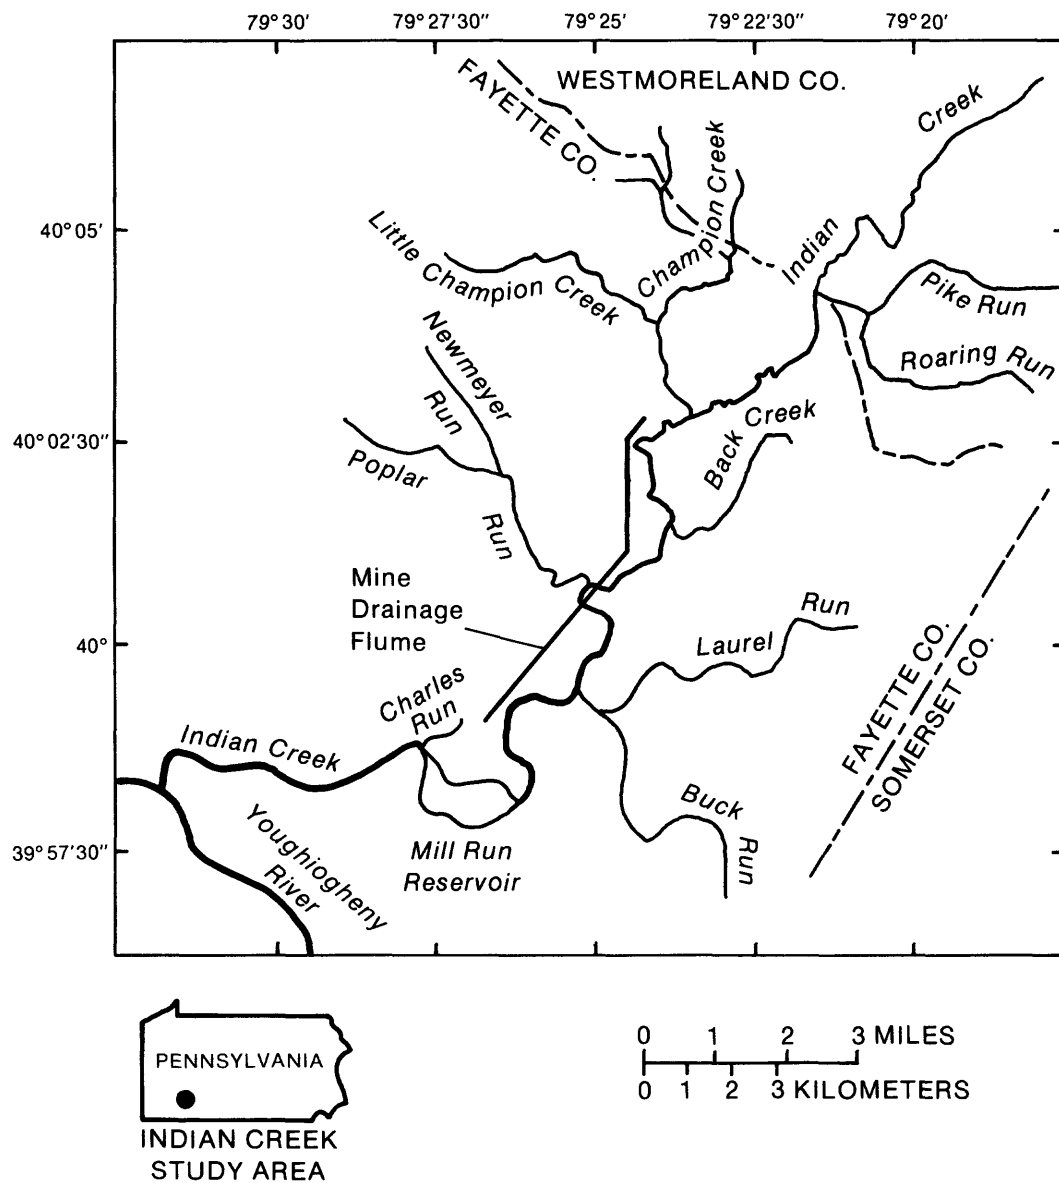 79° 30' 79° 27'30" 79° 25' 79° 22'30" 79° 20'
WESTMORELAND CO.
FAYETTE CO.
Creek
Champion Creek
Indian
40° 05'
Little
Champion Creek
Pike Run
Roaring Run
Newmeyer
Run
40° 02'30"
Back Creek
Poplar
Run
Mine
Drainage
Flume
Run
Laurel
40°
FAYETTE CO.
SOMERSET CO.
Charles
Run
Indian Creek
Buck
Run
Youghiogheny
River
Mill Run
Reservoir
39° 57'30"
PENNSYLVANIA
INDIAN CREEK
STUDY AREA
0 1 2 3 MILES
0 1 2 3 KILOMETERS